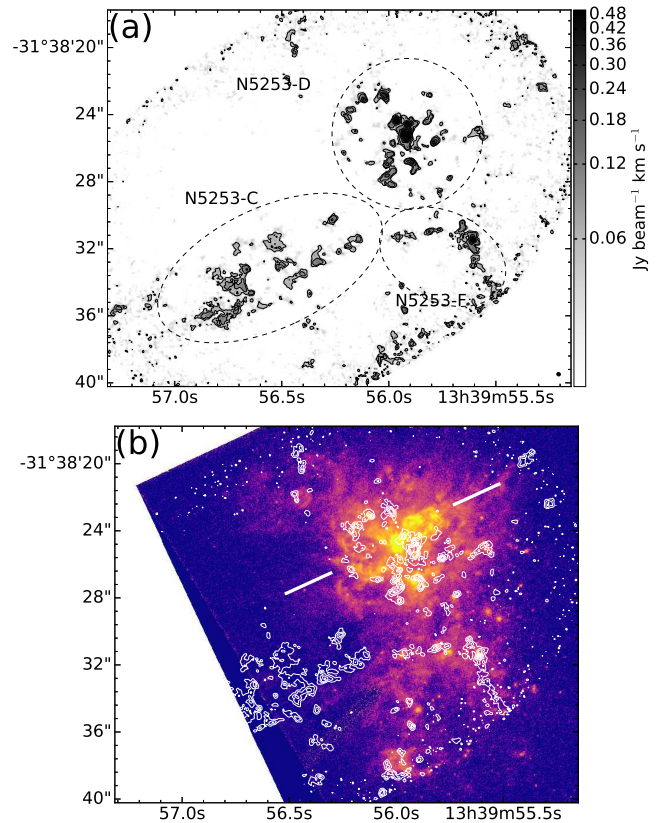 (a)
-31°38'20"
24"
28"
32"
36"
40"
N5253-D
N5253-C
N5253-F
57.0s
56.5s
56.0s
13h39m55.5s
0.48
0.42
0.36
0.30
0.24
0.18
0.12
0.06
Jy beam⁻¹ km s⁻¹
(b)
-31°38'20"
24"
28"
32"
36"
40"
57.0s
56.5s
56.0s
13h39m55.5s